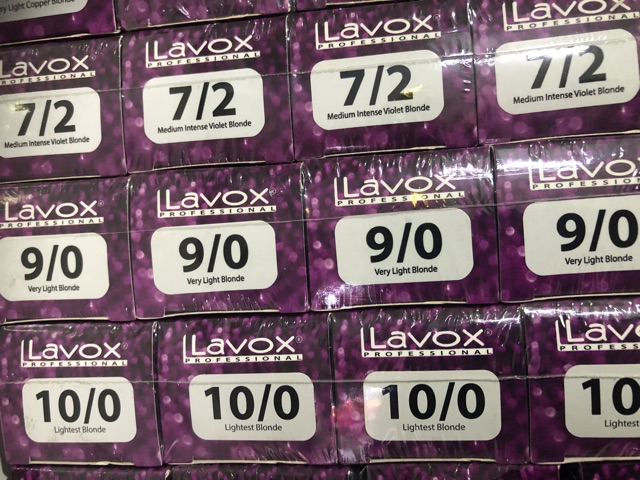 ry Light Copper Blonde
Lavox Lavox Lavox Lavox
PROFESSIONAL PROFESSIONAL PROFESSIONAL PROFESSIONAL
7/2 7/2 7/2 7/2
Medium Intense Violet Blonde Medium Intense Violet Blonde Medium Intense Violet Blonde Medium Intense Violet Blonde
Lavox Lavox Lavox Lavox
PROFESSIONAL PROFESSIONAL PROFESSIONAL PROFESSIONAL
9/0 9/0 9/0 9/0
Very Light Blonde Very Light Blonde Very Light Blonde Very Light Blonde
Lavox Lavox Lavox Lavox
PROFESSIONAL PROFESSIONAL PROFESSIONAL PROFESSION
10/0 10/0 10/0 10
Lightest Blonde Lightest Blonde Lightest Blonde Lightest Blon